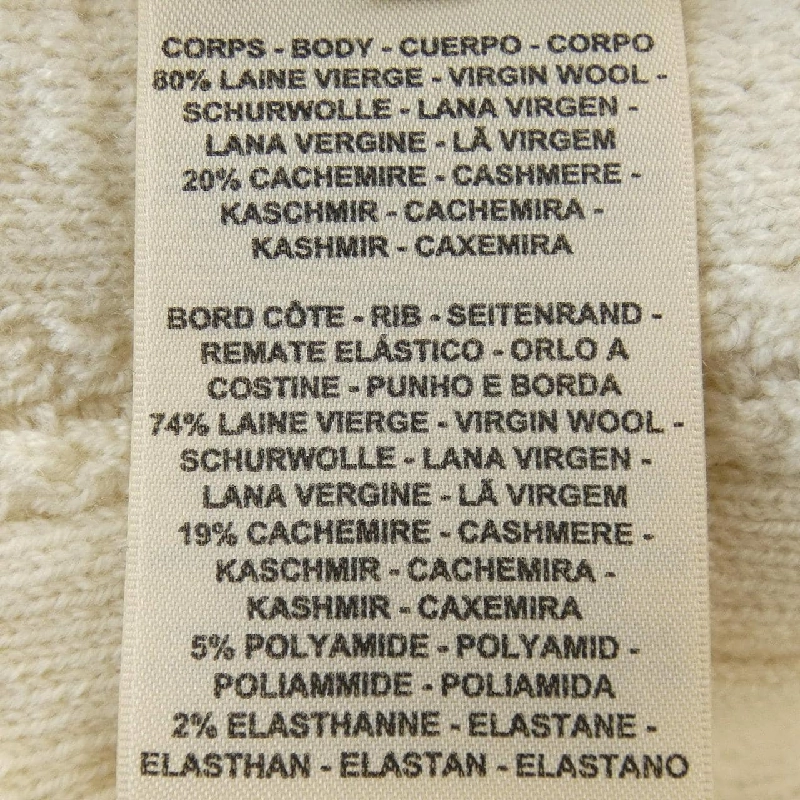 CORPS - BODY - CUERPO - CORPO
80% LAINE VIERGE - VIRGIN WOOL -
SCHURWOLLE - LANA VIRGEN -
LANA VERGINE - LÃ VIRGEM
20% CACHEMIRE - CASHMERE -
KASCHMIR - CACHEMIRA -
KASHMIR - CAXEMIRA
BORD CÔTE - RIB - SEITENRAND -
REMATE ELÁSTICO - ORLO A
COSTINE - PUNHO E BORDA
74% LAINE VIERGE - VIRGIN WOOL -
SCHURWOLLE - LANA VIRGEN -
LANA VERGINE - LÃ VIRGEM
19% CACHEMIRE - CASHMERE -
KASCHMIR - CACHEMIRA -
KASHMIR - CAXEMIRA
5% POLYAMIDE - POLYAMID -
POLIAMMIDE - POLIAMIDA
2% ELASTHANNE - ELASTANE -
ELASTHAN - ELASTAN - ELASTANO